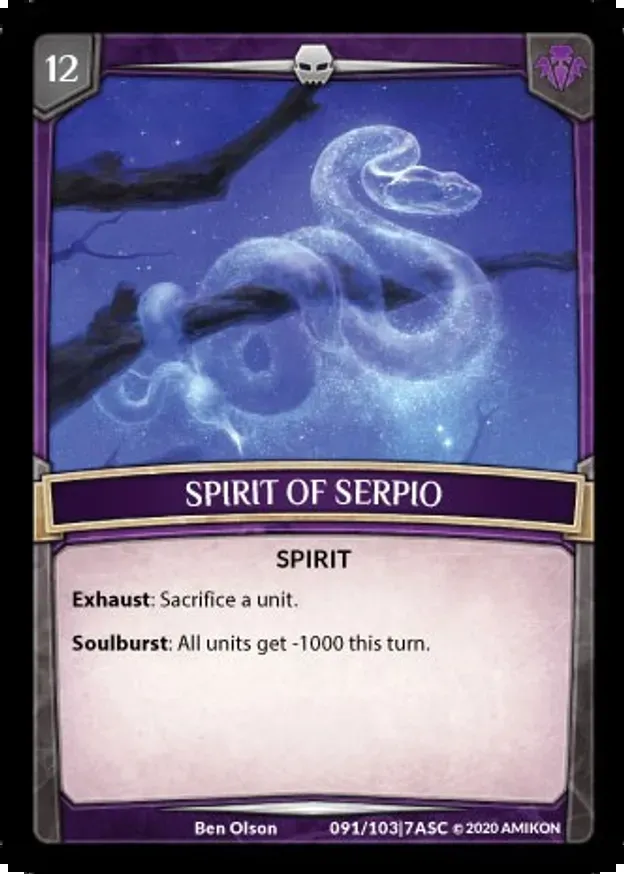 12
SPIRIT OF SERPIO
SPIRIT
Exhaust: Sacrifice a unit.
Soulburst: All units get -1000 this turn.
Ben Olson 091/103|7ASC © 2020 AMIKON